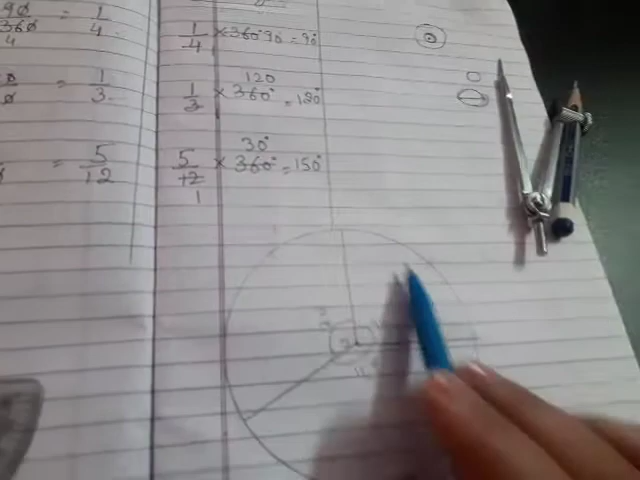 90/360 4 = 1/4
1/4 × 360° 90 = 90°
= 1/3
1/3 × 360° 120 = 120°
= 5/12
5/12 1 × 360° 30° = 150°